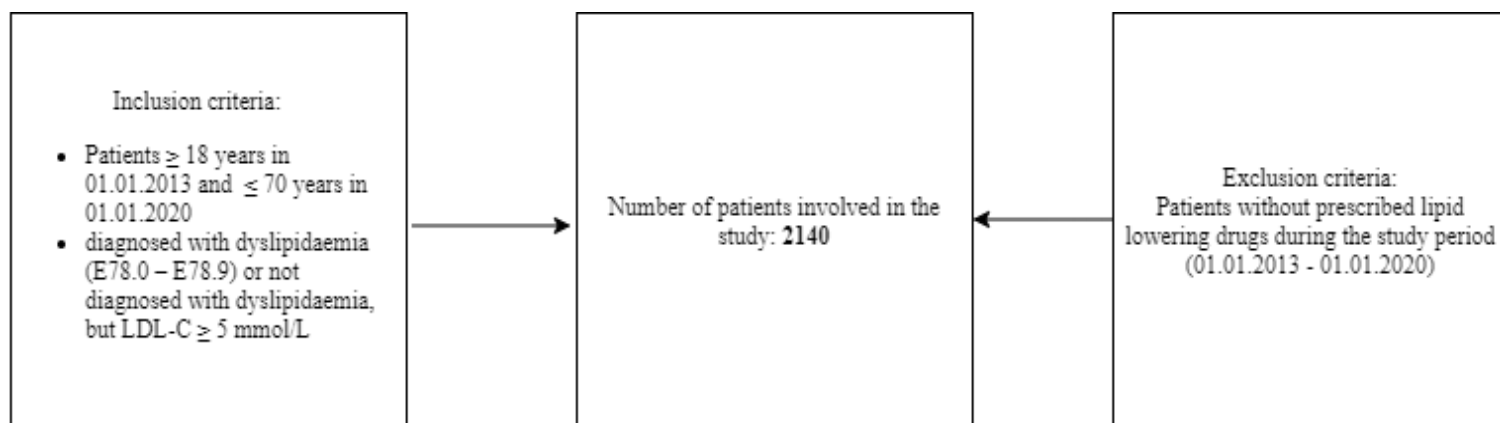 Inclusion criteria:
• Patients ≥ 18 years in
01.01.2013 and ≤ 70 years in
01.01.2020
• diagnosed with dyslipidaemia
(E78.0 – E78.9) or not
diagnosed with dyslipidaemia,
but LDL-C ≥ 5 mmol/L
Number of patients involved in the
study: 2140
Exclusion criteria:
Patients without prescribed lipid
lowering drugs during the study period
(01.01.2013 - 01.01.2020)